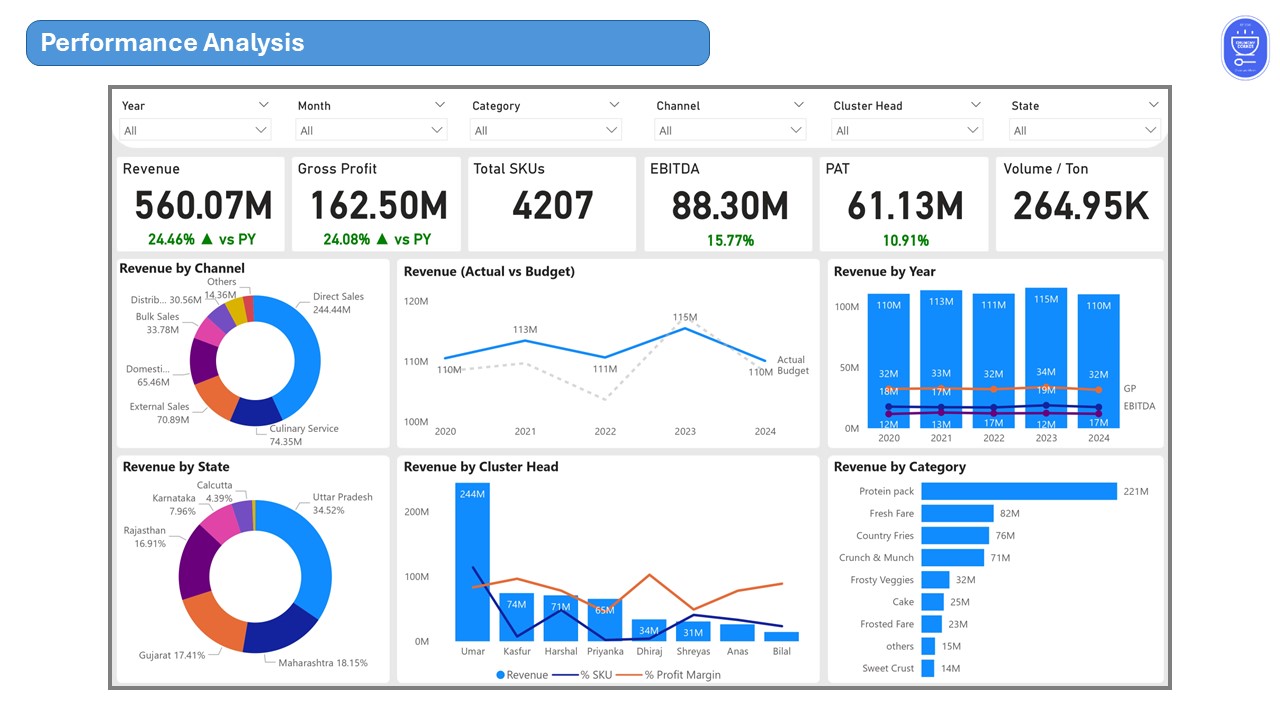 Performance Analysis
Year Month Category Channel Cluster Head State
All All All All All All
Revenue Gross Profit Total SKUs EBITDA PAT Volume / Ton
560.07M 162.50M 4207 88.30M 61.13M 264.95K
24.46% ▲ vs PY 24.08% ▲ vs PY 15.77% 10.91%
Revenue by Channel
Others
14.36M
Distrib... 30.56M
Bulk Sales
33.78M
Domesti...
65.46M
External Sales
70.89M
Culinary Service
74.35M
Direct Sales
244.44M
Revenue (Actual vs Budget)
120M
110M
100M
110M 113M 111M 115M 110M
Actual
Budget
2020 2021 2022 2023 2024
Revenue by Year
100M
50M
0M
110M 113M 111M 115M 110M
32M 33M 32M 34M 32M
18M 17M 19M
12M 13M 17M 12M 17M
GP
EBITDA
2020 2021 2022 2023 2024
Revenue by State
Calcutta
4.39%
Karnataka
7.96%
Rajasthan
16.91%
Gujarat 17.41%
Maharashtra 18.15%
Uttar Pradesh
34.52%
Revenue by Cluster Head
200M
100M
0M
244M 74M 71M 65M 34M 31M
Umar Kasfur Harshal Priyanka Dhiraj Shreyas Anas Bilal
Revenue % SKU % Profit Margin
Revenue by Category
Protein pack 221M
Fresh Fare 82M
Country Fries 76M
Crunch & Munch 71M
Frosty Veggies 32M
Cake 25M
Frosted Fare 23M
others 15M
Sweet Crust 14M